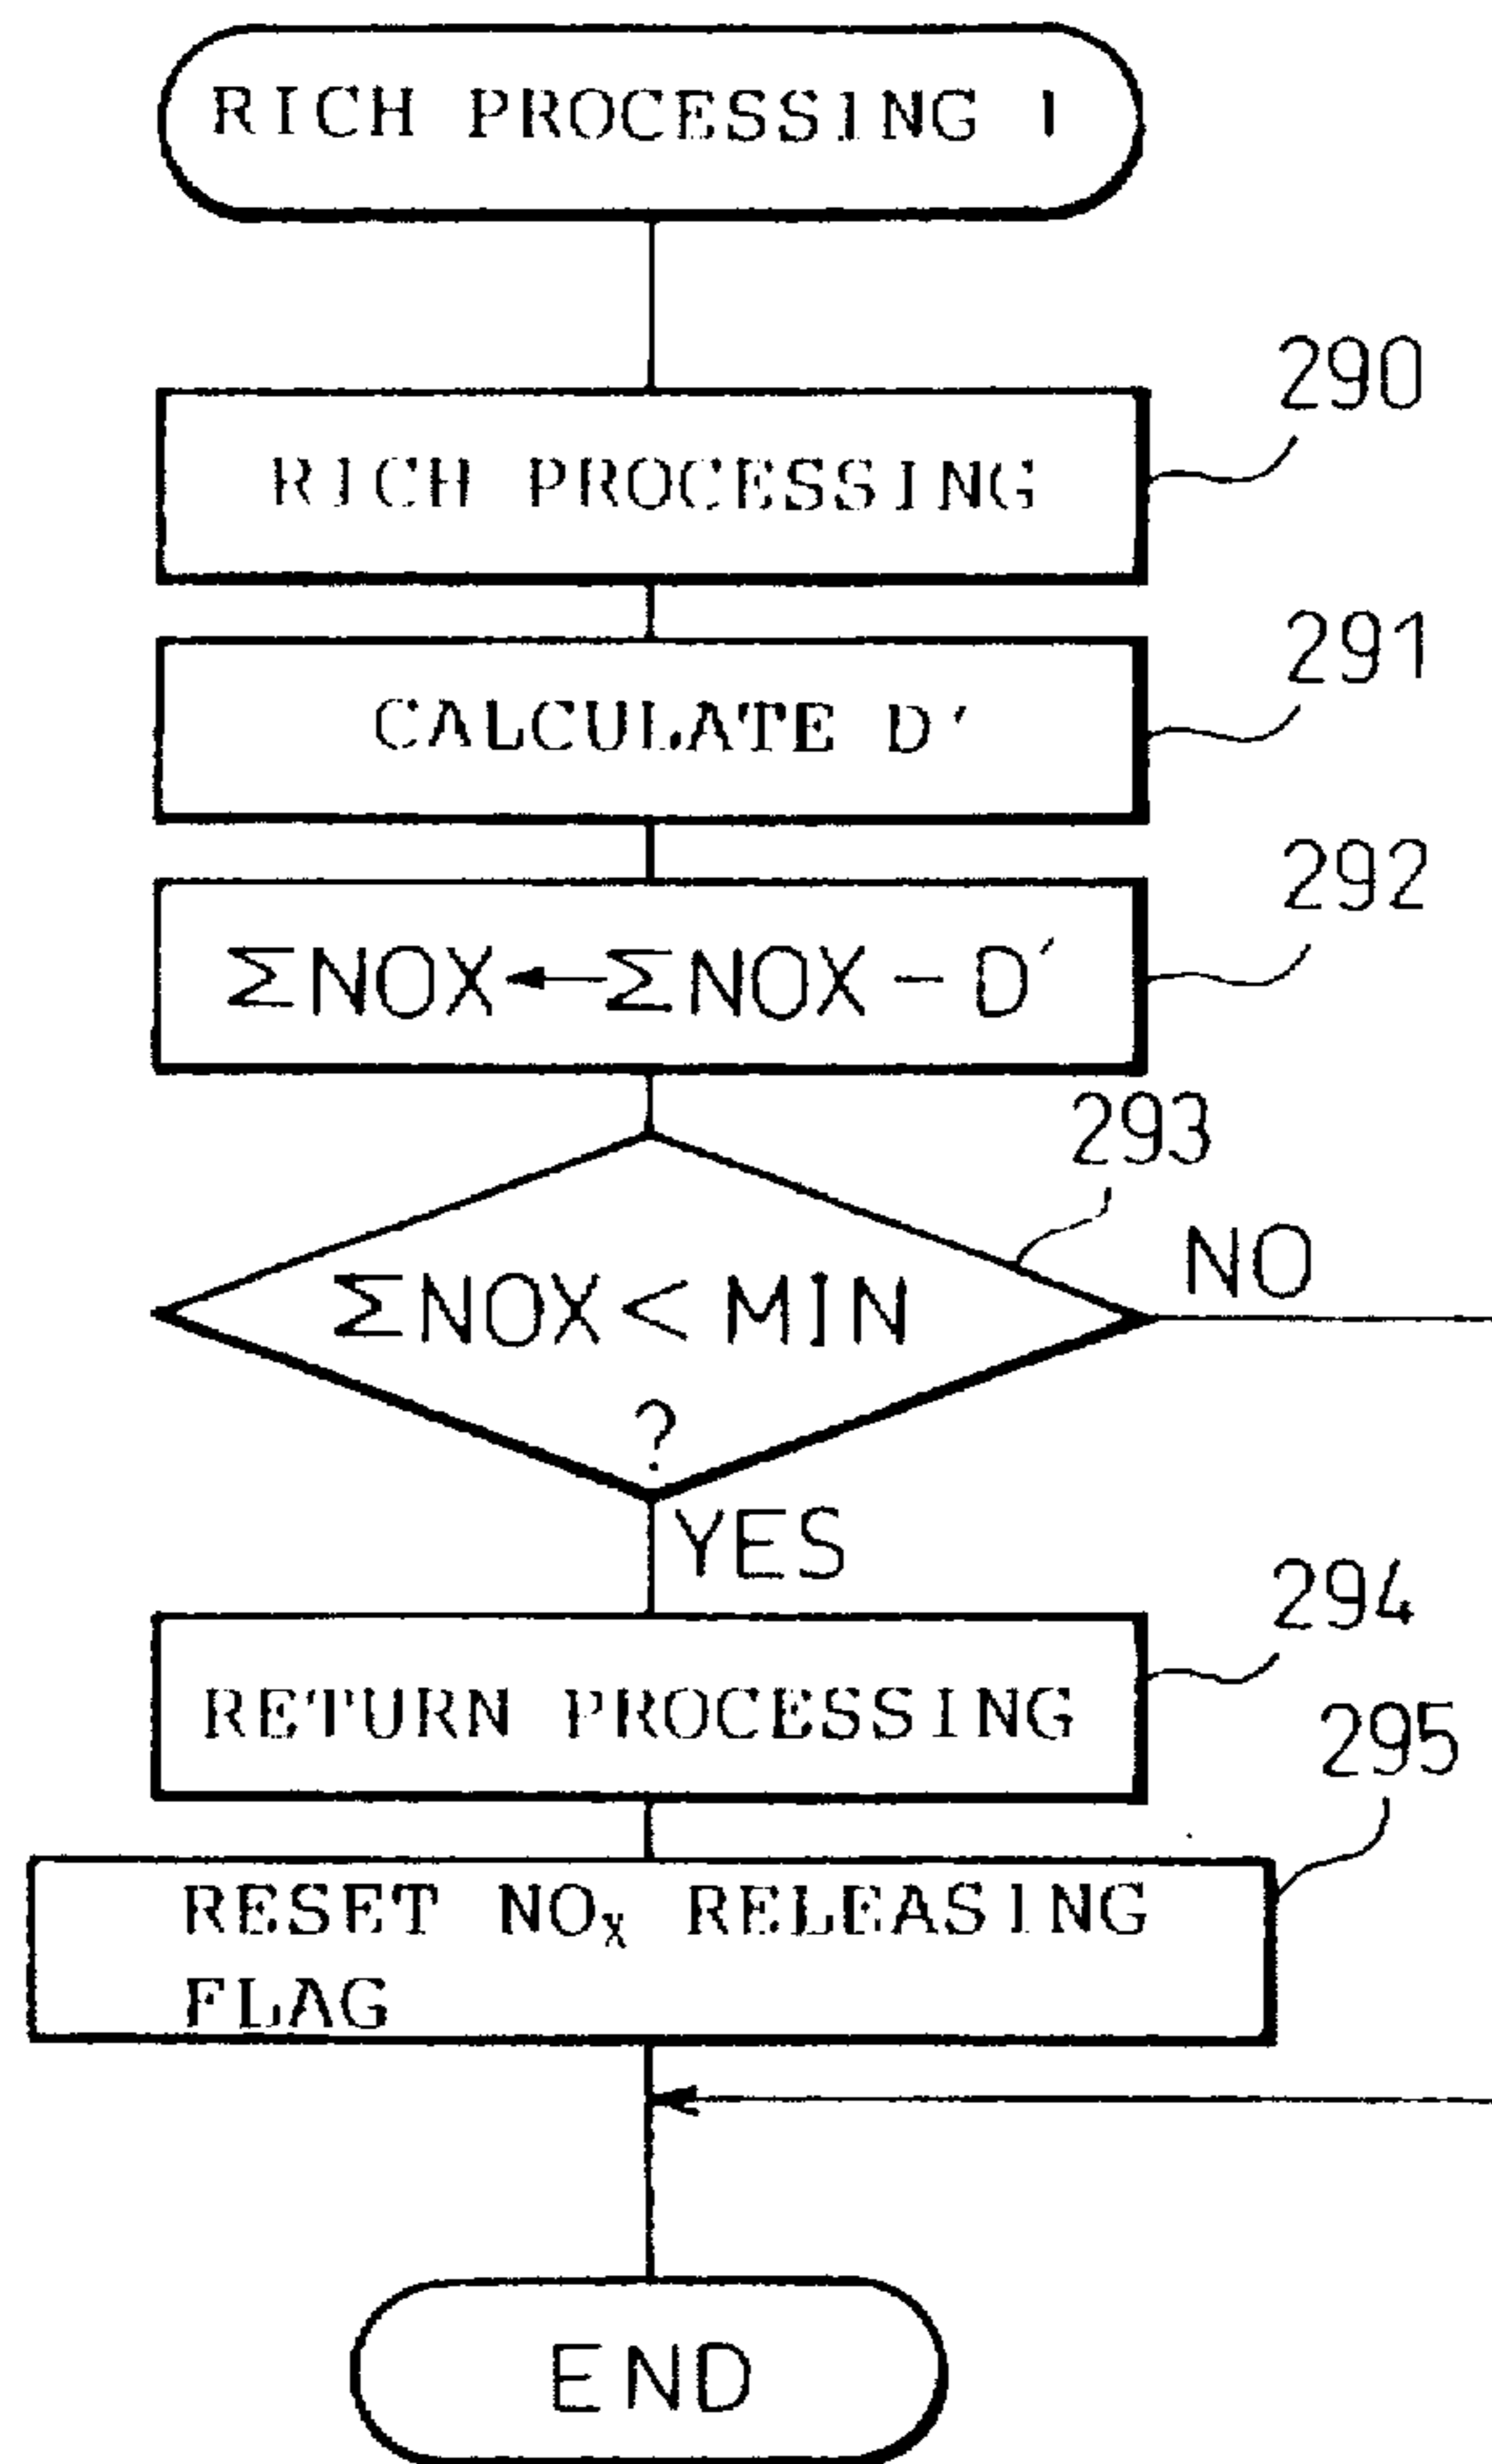 RICH PROCESSING I
290
RICH PROCESSING
291
CALCULATE D'
292
ΣNOX←ΣNOX-D'
293
ΣNOX<MIN
?
NO
YES
294
RETURN PROCESSING
295
RESET NOₓ RELEASING
FLAG
END